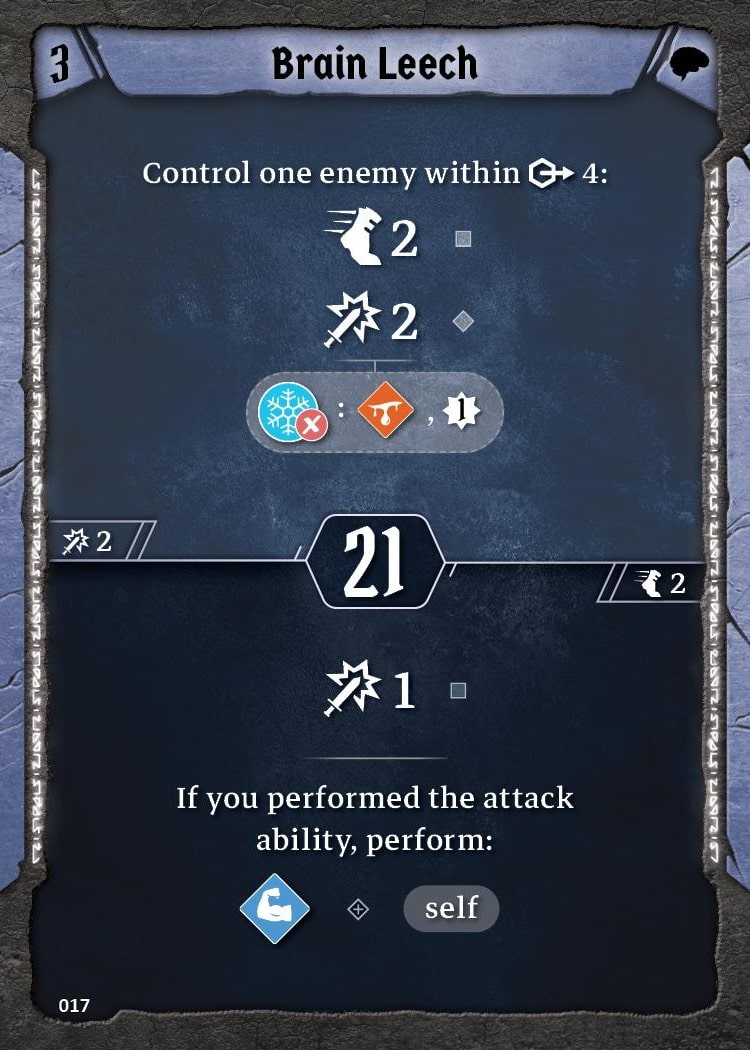 3 Brain Leech
Control one enemy within 4:
2
2
: , 1
2
21
2
1
If you performed the attack
ability, perform:
self
017